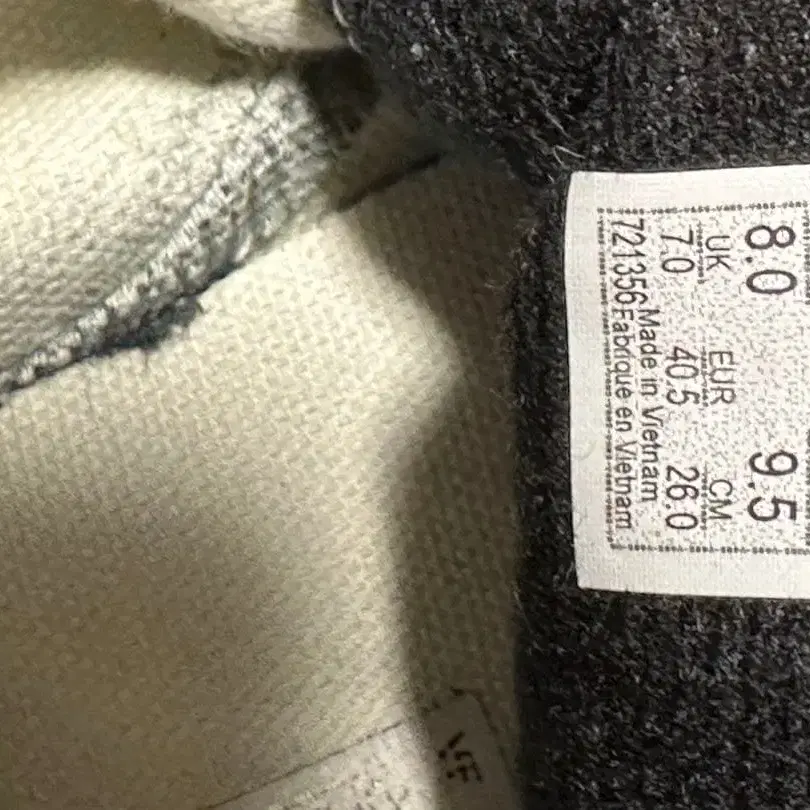 8.0 9.5
UK EUR CM
7.0 40.5 26.0
Made in Vietnam
721356 Fabriqué en Vietnam